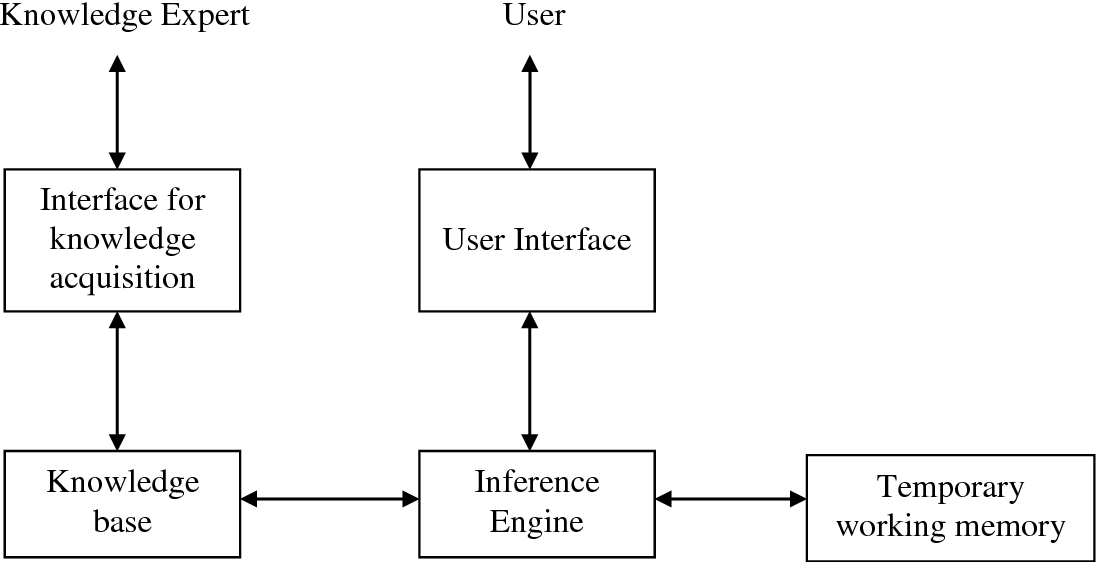 Knowledge Expert
User
Interface for
knowledge
acquisition
User Interface
Knowledge
base
Inference
Engine
Temporary
working memory